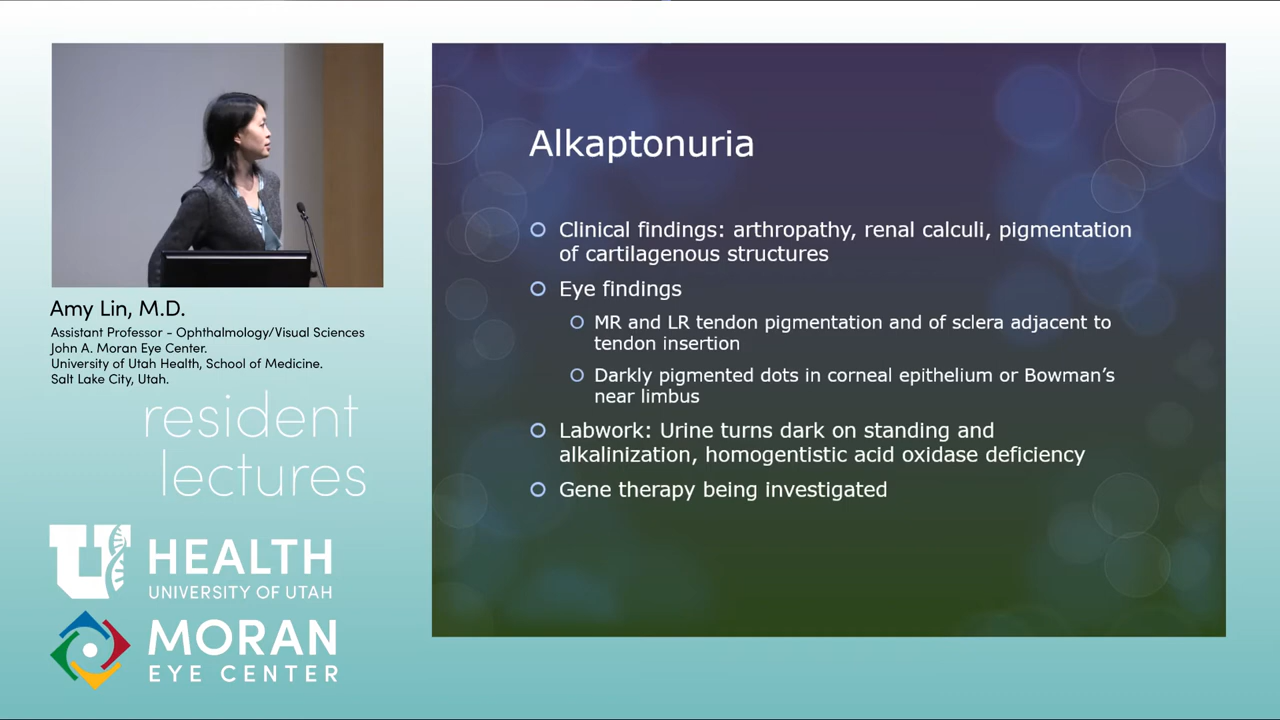 Amy Lin, M.D.
Assistant Professor - Ophthalmology/Visual Sciences
John A. Moran Eye Center.
University of Utah Health, School of Medicine.
Salt Lake City, Utah.
resident
lectures
U HEALTH
UNIVERSITY OF UTAH
MORAN
EYE CENTER
Alkaptonuria
Clinical findings: arthropathy, renal calculi, pigmentation
of cartilagenous structures
Eye findings
MR and LR tendon pigmentation and of sclera adjacent to
tendon insertion
Darkly pigmented dots in corneal epithelium or Bowman's
near limbus
Labwork: Urine turns dark on standing and
alkalinization, homogentistic acid oxidase deficiency
Gene therapy being investigated